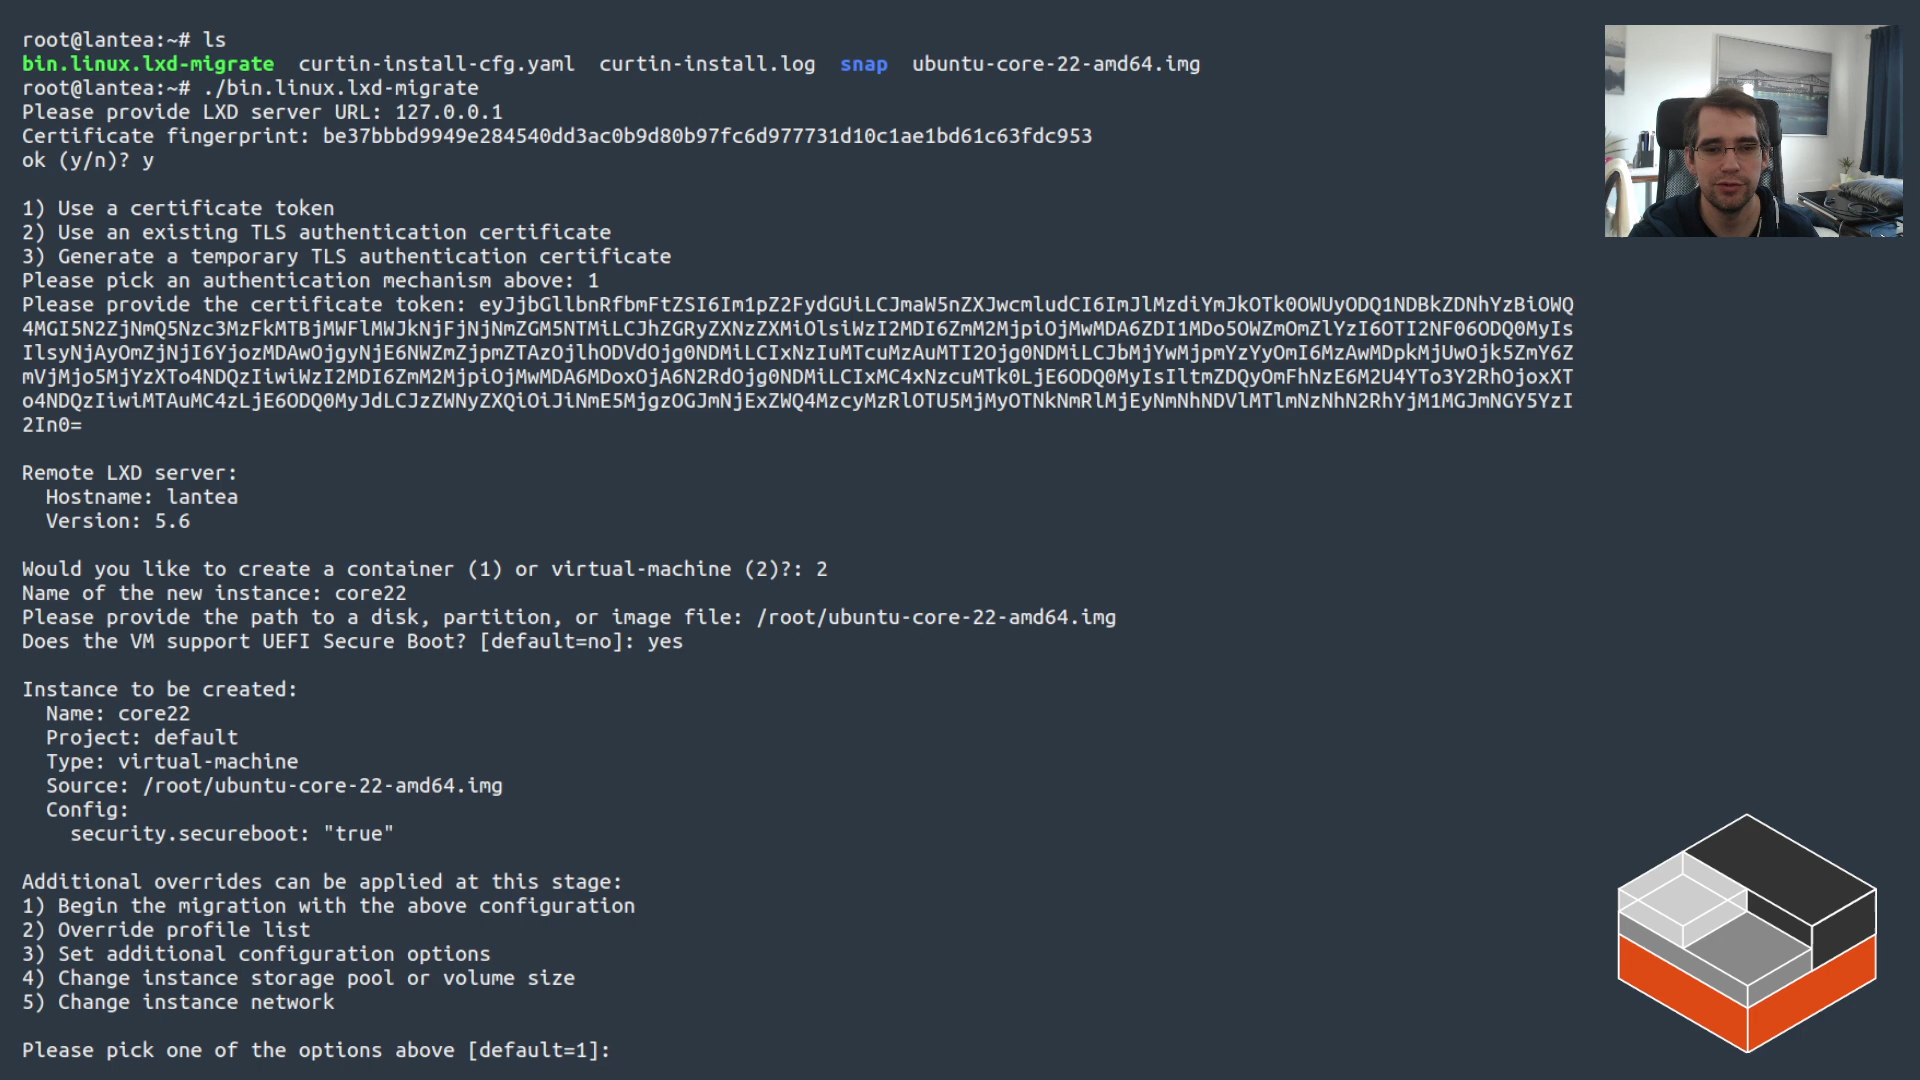 root@lantea:~# ls
bin.linux.lxd-migrate curtin-install-cfg.yaml curtin-install.log snap ubuntu-core-22-amd64.img
root@lantea:~# ./bin.linux.lxd-migrate
Please provide LXD server URL: 127.0.0.1
Certificate fingerprint: be37bbbd9949e284540dd3ac0b9d80b97fc6d977731d10c1ae1bd61c63fdc953
ok (y/n)? y
1) Use a certificate token
2) Use an existing TLS authentication certificate
3) Generate a temporary TLS authentication certificate
Please pick an authentication mechanism above: 1
Please provide the certificate token: eyJjbGllbnRfbmFtZSI6Im1pZ2FydGUiLCJmaW5nZXJwcmludCI6ImJlMzdiYmJkOTk0OWUyODQ1NDBkZDNhYzBiOWQ
4MGI5N2ZjNmQ5Nzc3MzFkMTBjMWFlMWJkNjFjNjNmZGM5NTMiLCJhZGRyZXNzZXMiOlsiWzI2MDI6ZmM2MjpiOjMwMDA6ZDI1MDo5OWZmOmZlYzI6OTI2NF06ODQ0MyIs
IlsyNjAyOmZjNjI6YjozMDAwOjgyNjE6NWZmZjpmZTAzOjlhODVdOjg0NDMiLCIxNzIuMTcuMzAuMTI2Ojg0NDMiLCJbMjYwMjpmYzYyOmI6MzAwMDpkMjUwOjk5ZmY6Z
mVjMjo5MjYzXTo4NDQzIiwiWzI2MDI6ZmM2MjpiOjMwMDA6MDoxOjA6N2RdOjg0NDMiLCIxMC4xNzcuMTk0LjE6ODQ0MyIsIltmZDQyOmFhNzE6M2U4YTo3Y2RhOjoxXT
o4NDQzIiwiMTAuMC4zLjE6ODQ0MyJdLCJzZWNyZXQiOiJiNmE5MjgzOGJmNjExZWQ4MzcyMzRlOTU5MjMyOTNkNmRlMjEyNmNhNDVlMTlmNzNhN2RhYjM1MGJmNGY5YzI
2In0=
Remote LXD server:
Hostname: lantea
Version: 5.6
Would you like to create a container (1) or virtual-machine (2)?: 2
Name of the new instance: core22
Please provide the path to a disk, partition, or image file: /root/ubuntu-core-22-amd64.img
Does the VM support UEFI Secure Boot? [default=no]: yes
Instance to be created:
Name: core22
Project: default
Type: virtual-machine
Source: /root/ubuntu-core-22-amd64.img
Config:
security.secureboot: "true"
Additional overrides can be applied at this stage:
1) Begin the migration with the above configuration
2) Override profile list
3) Set additional configuration options
4) Change instance storage pool or volume size
5) Change instance network
Please pick one of the options above [default=1]: